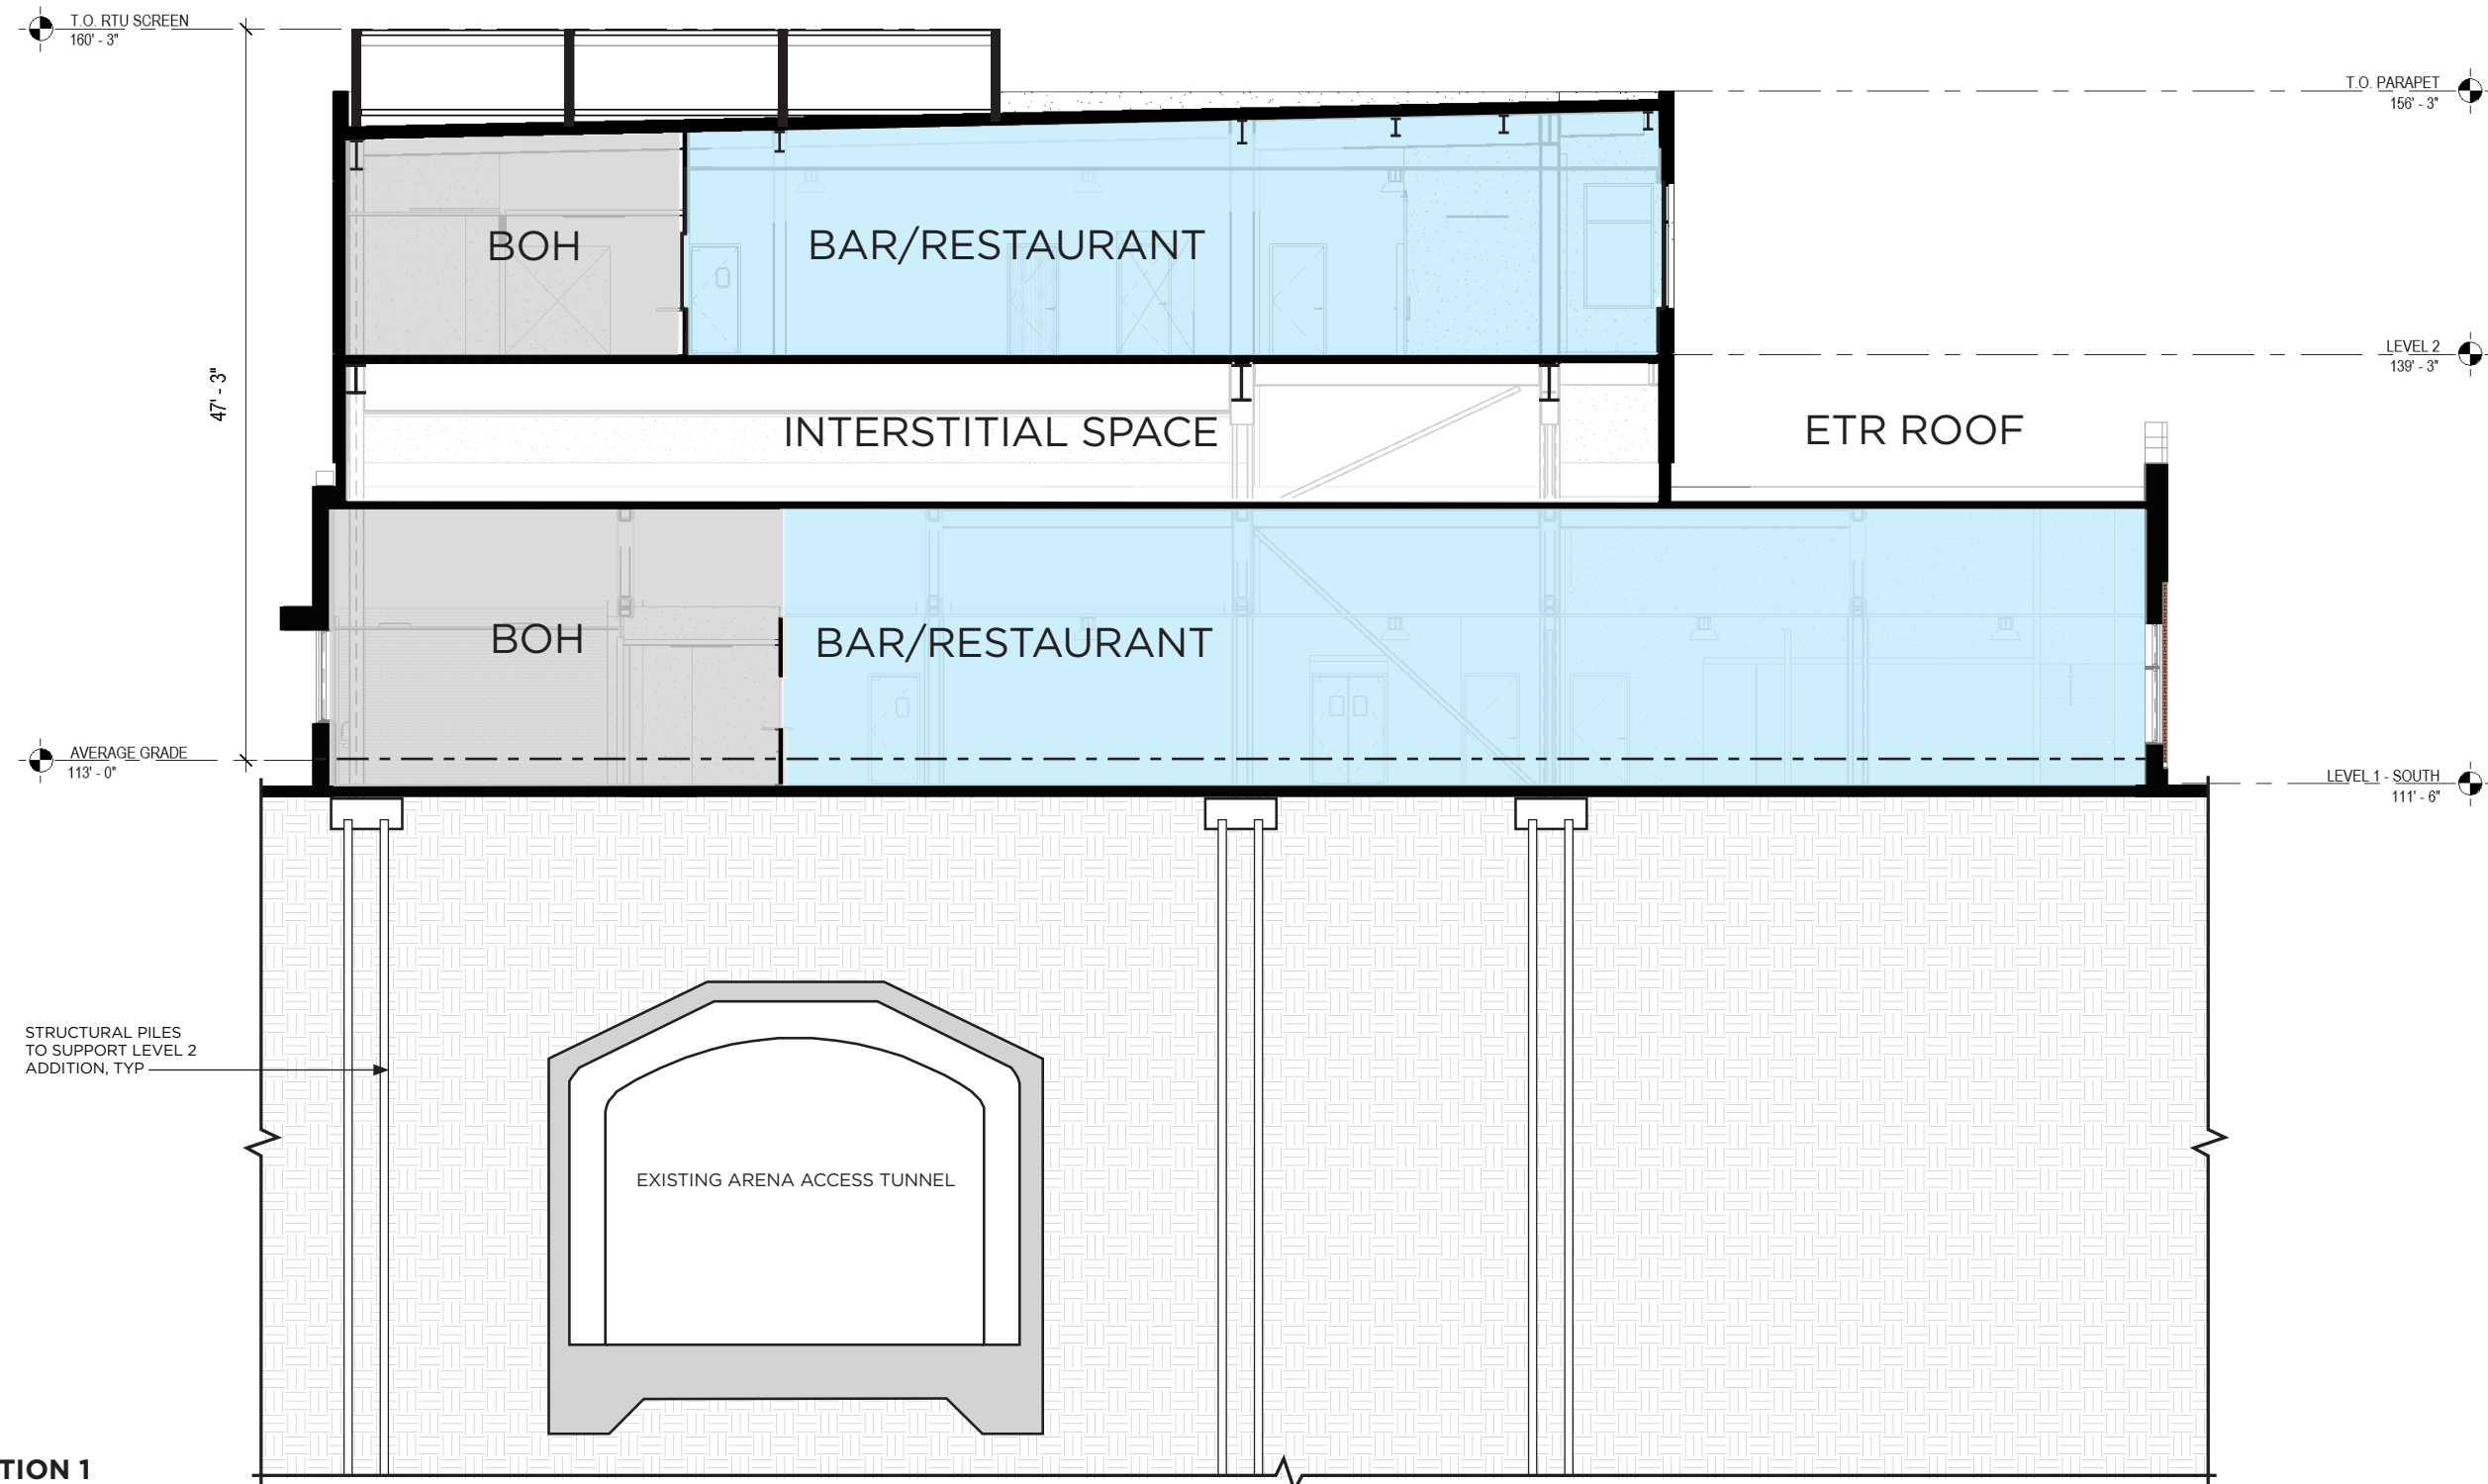 T.O. RTU SCREEN
160' - 3"
T.O. PARAPET
156' - 3"
BOH
BAR/RESTAURANT
LEVEL 2
139' - 3"
47' - 3"
INTERSTITIAL SPACE
ETR ROOF
BOH
BAR/RESTAURANT
AVERAGE GRADE
113' - 0"
LEVEL 1 - SOUTH
111' - 6"
STRUCTURAL PILES
TO SUPPORT LEVEL 2
ADDITION, TYP
EXISTING ARENA ACCESS TUNNEL
TION 1